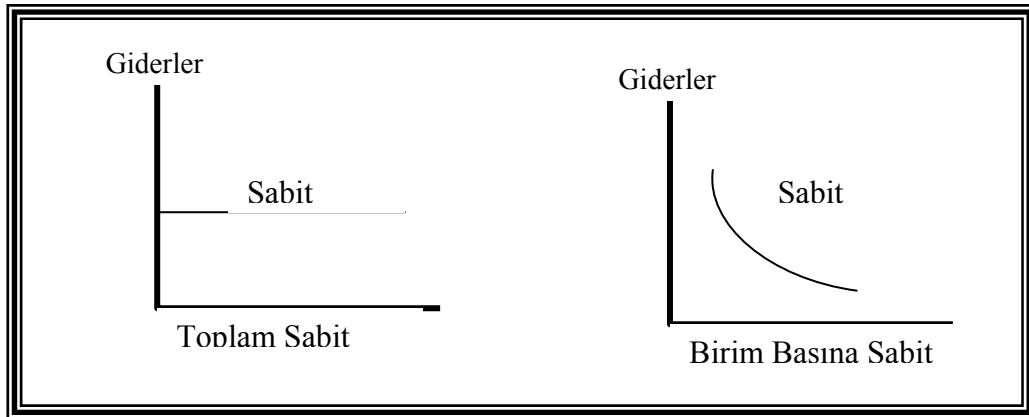 Giderler
Sabit
Toplam Sabit
Giderler
Sabit
Birim Basına Sabit